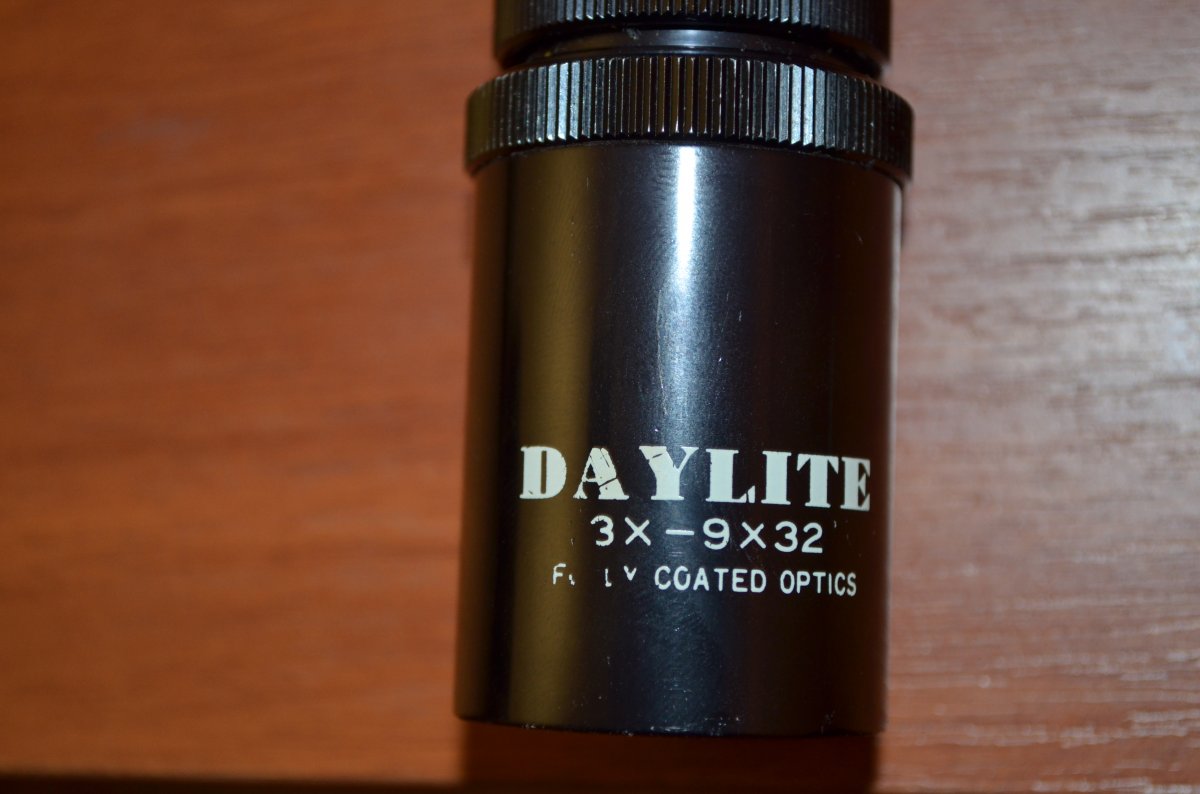 DAYLITE
3X-9X32
COATED OPTICS